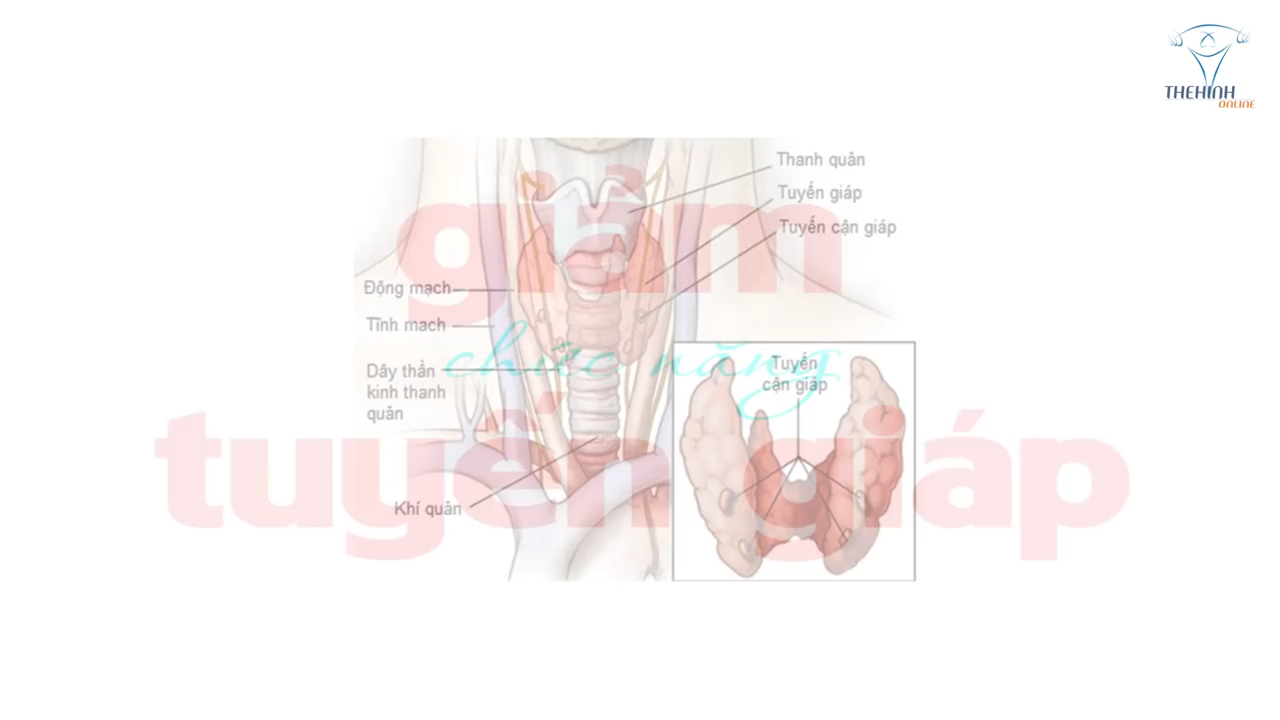 THEHINH
ONLINE
giảm
chức năng
tuyến giáp
Thanh quản
Tuyến giáp
Tuyến cận giáp
Động mạch
Tĩnh mạch
Dây thần
kinh thanh
quản
Khí quản
Tuyến
cận giáp